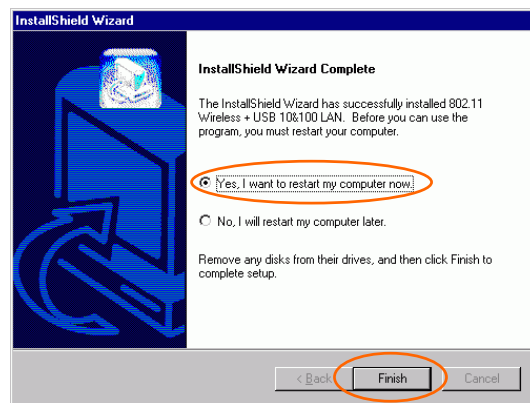 InstallShield Wizard
InstallShield Wizard Complete
The InstallShield Wizard has successfully installed 802.11
Wireless + USB 10&100 LAN.  Before you can use the
program, you must restart your computer.
Yes, I want to restart my computer now.
No, I will restart my computer later.
Remove any disks from their drives, and then click Finish to
complete setup.
< Back
Finish
Cancel